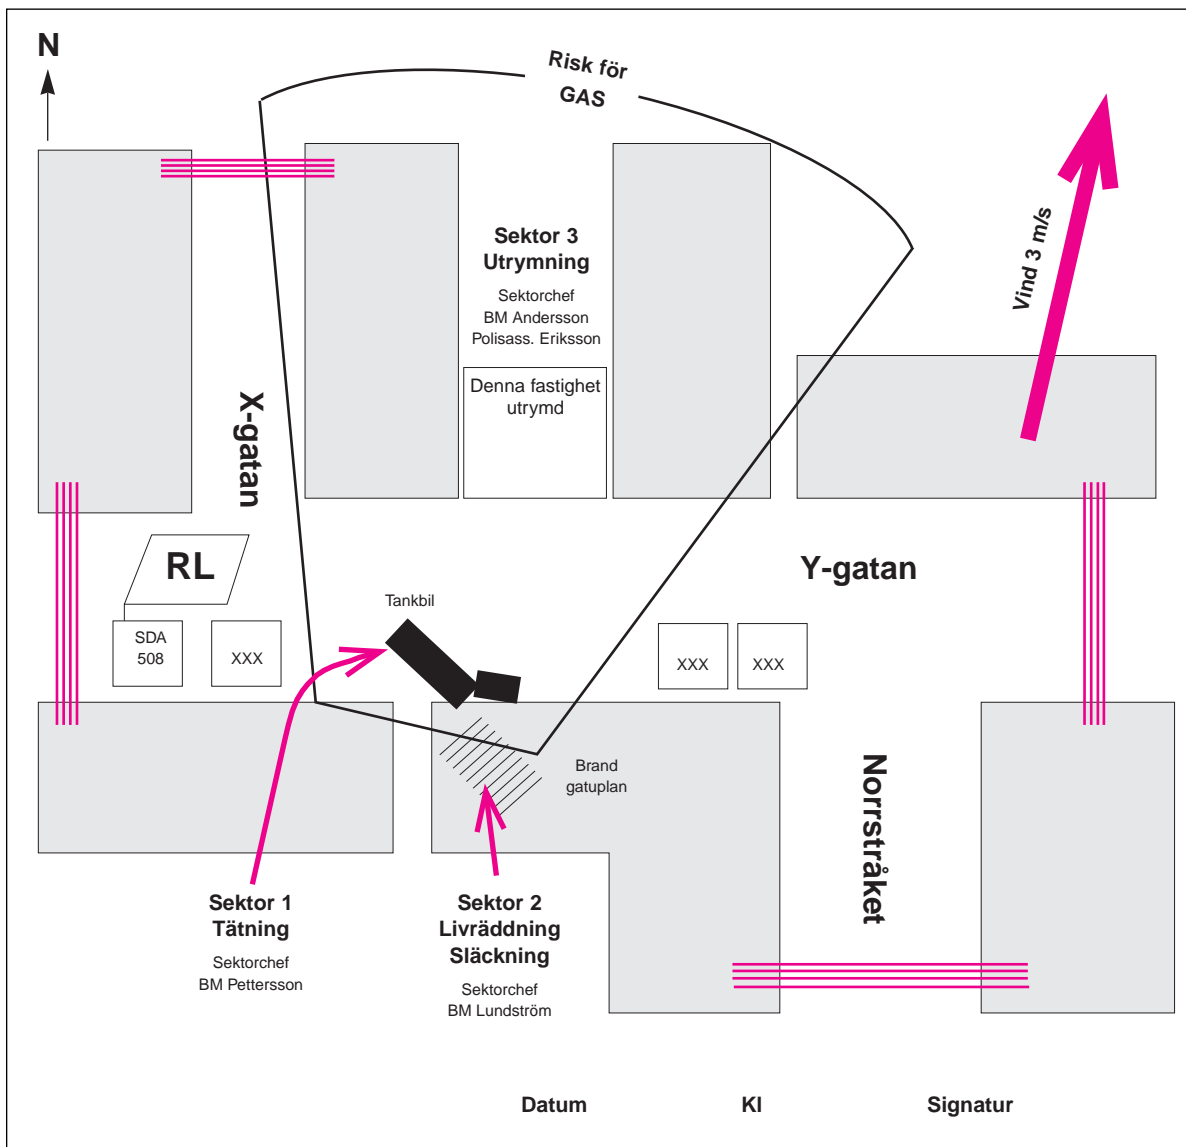 N
Risk för
GAS
Vind 3 m/s
Sektor 3
Utrymning
Sektorchef
BM Andersson
Polisass. Eriksson
Denna fastighet
utrymd
X-gatan
RL
Y-gatan
Tankbil
SDA
508
XXX
XXX
XXX
Brand
gatuplan
Norrstråket
Sektor 1
Tätning
Sektorchef
BM Pettersson
Sektor 2
Livräddning
Släckning
Sektorchef
BM Lundström
Datum
Kl
Signatur